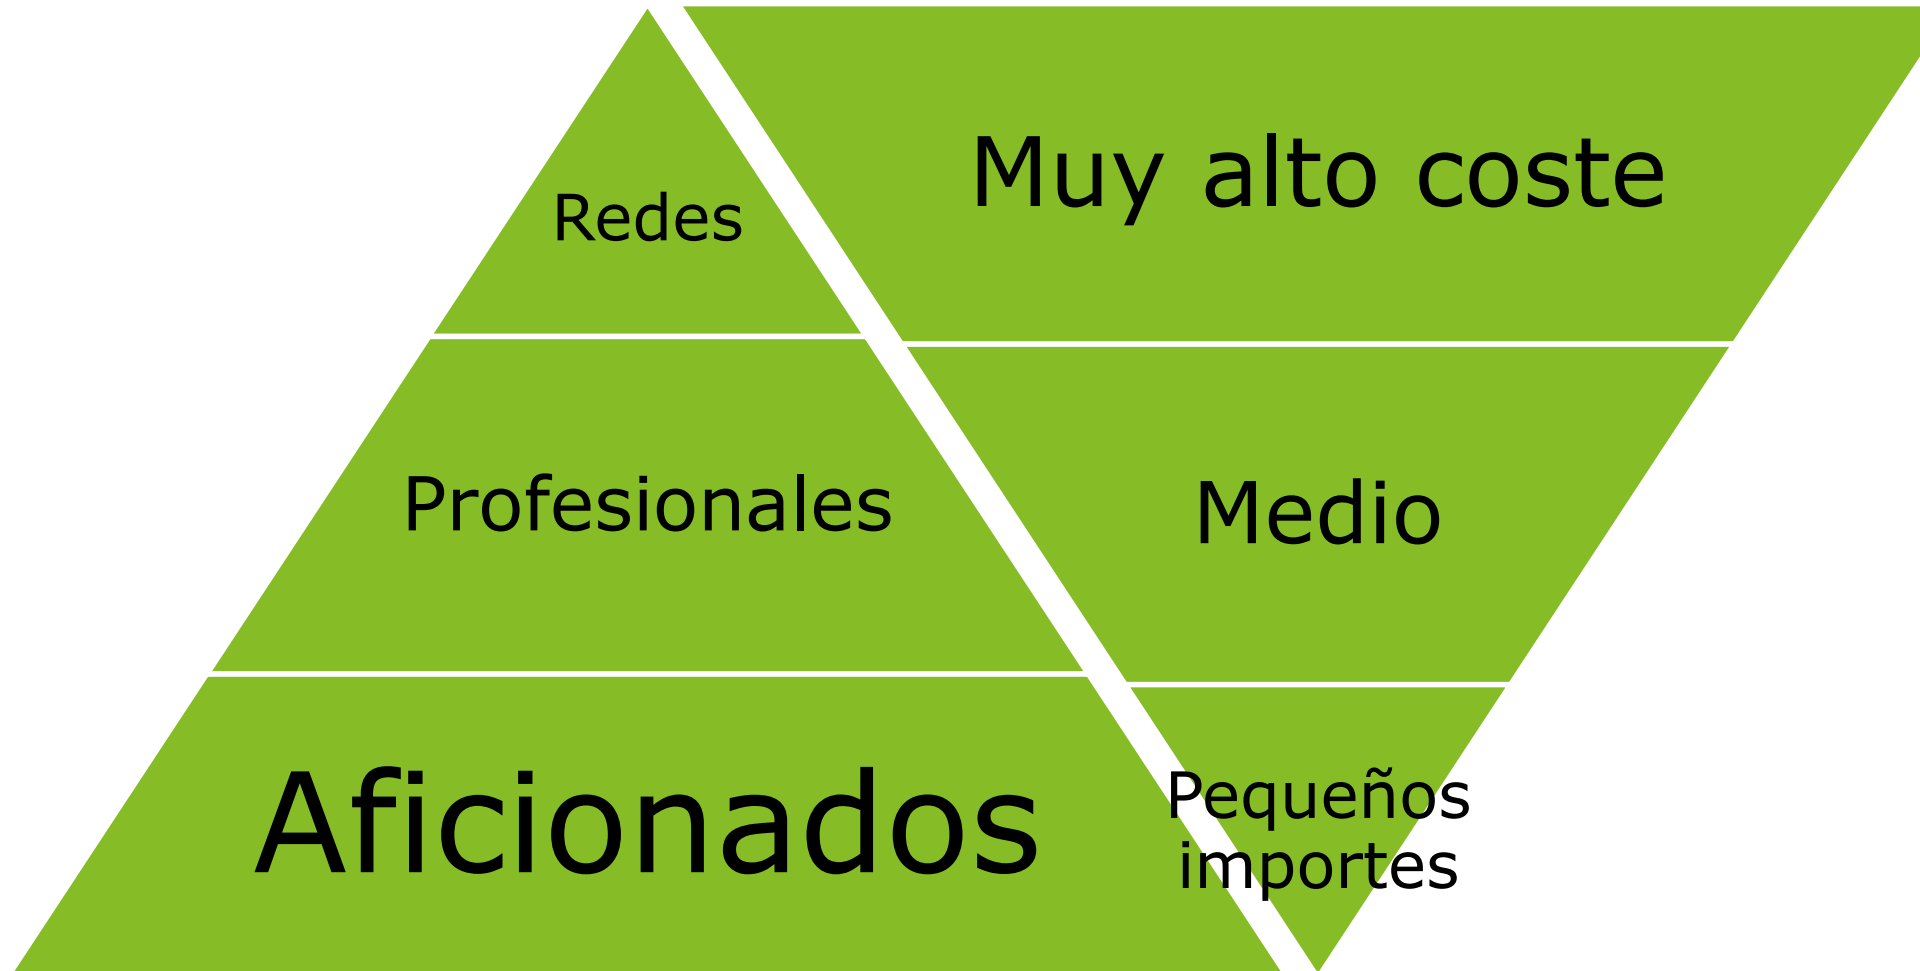 Redes
Muy alto coste
Profesionales
Medio
Aficionados
Pequeños
importes